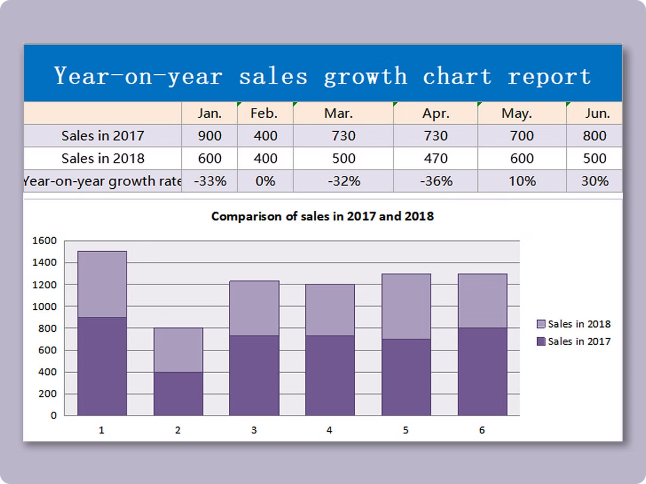 Year-on-year sales growth chart report
Jan. Feb. Mar. Apr. May. Jun.
Sales in 2017 900 400 730 730 700 800
Sales in 2018 600 400 500 470 600 500
Year-on-year growth rate -33% 0% -32% -36% 10% 30%
Comparison of sales in 2017 and 2018
1600
1400
1200
1000
800
600
400
200
0
1 2 3 4 5 6
Sales in 2018
Sales in 2017